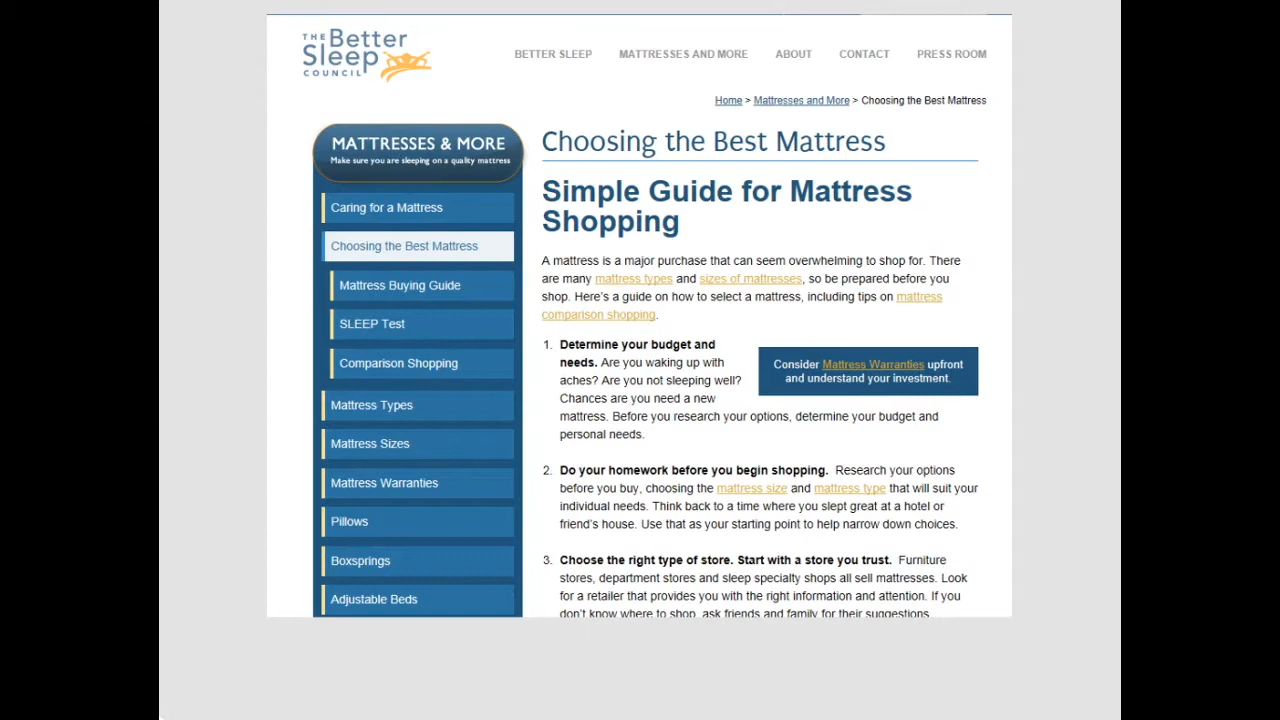 THE Better
Sleep
COUNCIL
BETTER SLEEP
MATTRESSES AND MORE
ABOUT
CONTACT
PRESS ROOM
Home > Mattresses and More > Choosing the Best Mattress
MATTRESSES & MORE
Make sure you are sleeping on a quality mattress
Caring for a Mattress
Choosing the Best Mattress
Mattress Buying Guide
SLEEP Test
Comparison Shopping
Mattress Types
Mattress Sizes
Mattress Warranties
Pillows
Boxsprings
Adjustable Beds
Choosing the Best Mattress
Simple Guide for Mattress
Shopping
A mattress is a major purchase that can seem overwhelming to shop for. There
are many mattress types and sizes of mattresses, so be prepared before you
shop. Here's a guide on how to select a mattress, including tips on mattress
comparison shopping.
1. Determine your budget and
needs. Are you waking up with
aches? Are you not sleeping well?
Chances are you need a new
mattress. Before you research your options, determine your budget and
personal needs.
Consider Mattress Warranties upfront
and understand your investment.
2. Do your homework before you begin shopping. Research your options
before you buy, choosing the mattress size and mattress type that will suit your
individual needs. Think back to a time where you slept great at a hotel or
friend's house. Use that as your starting point to help narrow down choices.
3. Choose the right type of store. Start with a store you trust. Furniture
stores, department stores and sleep specialty shops all sell mattresses. Look
for a retailer that provides you with the right information and attention. If you
don't know where to shop, ask friends and family for their suggestions.